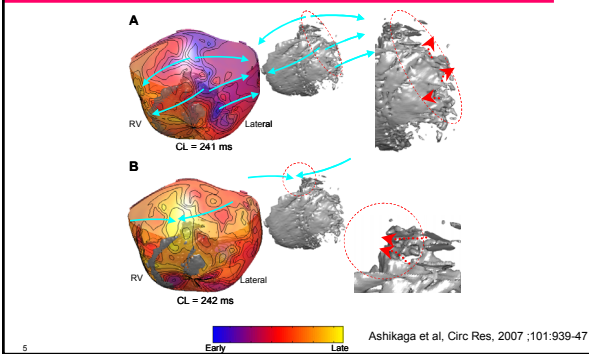 A
RV
Lateral
CL = 241 ms
B
RV
Lateral
CL = 242 ms
Early
Late
Ashikaga et al, Circ Res, 2007 ;101:939-47
5